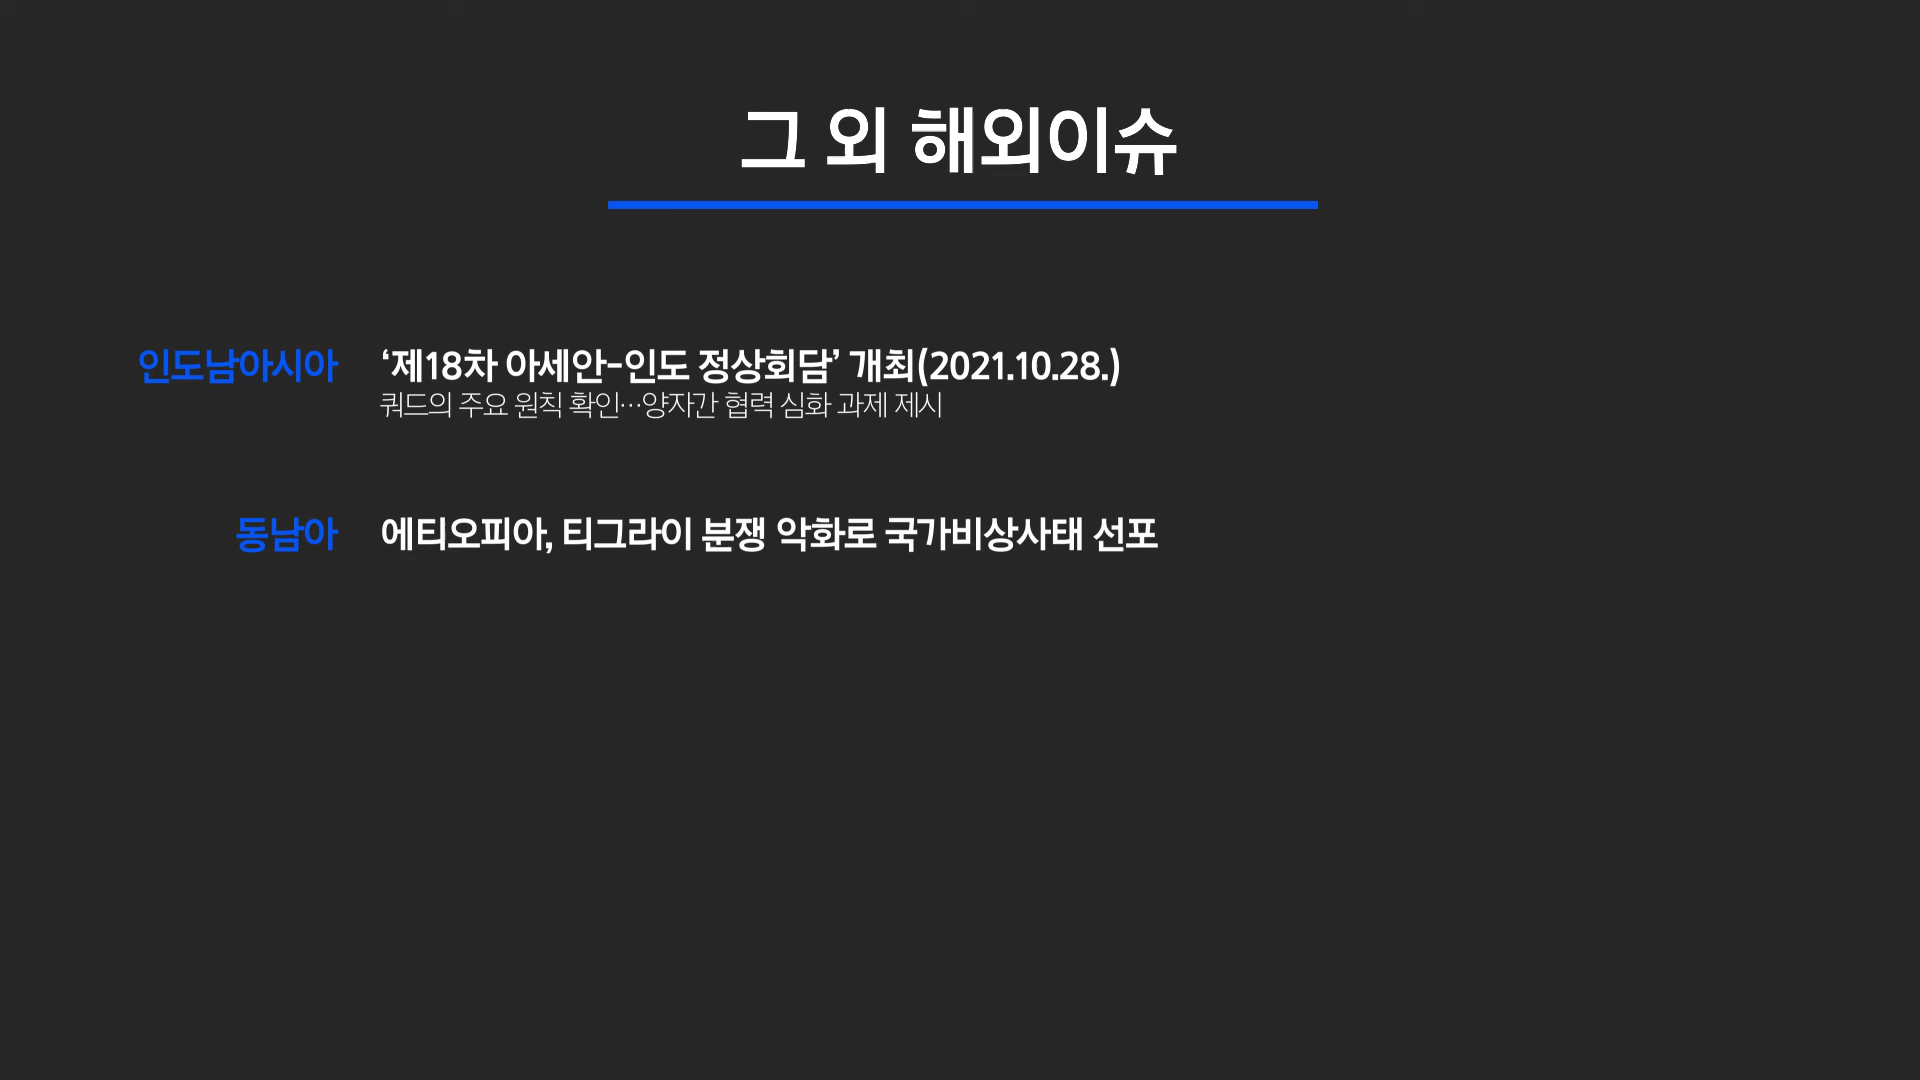 그 외 해외이슈
인도남아시아 ‘제18차 아세안-인도 정상회담’ 개최(2021.10.28.)
쿼드의 주요 원칙 확인…양자간 협력 심화 과제 제시
동남아 에티오피아, 티그라이 분쟁 악화로 국가비상사태 선포